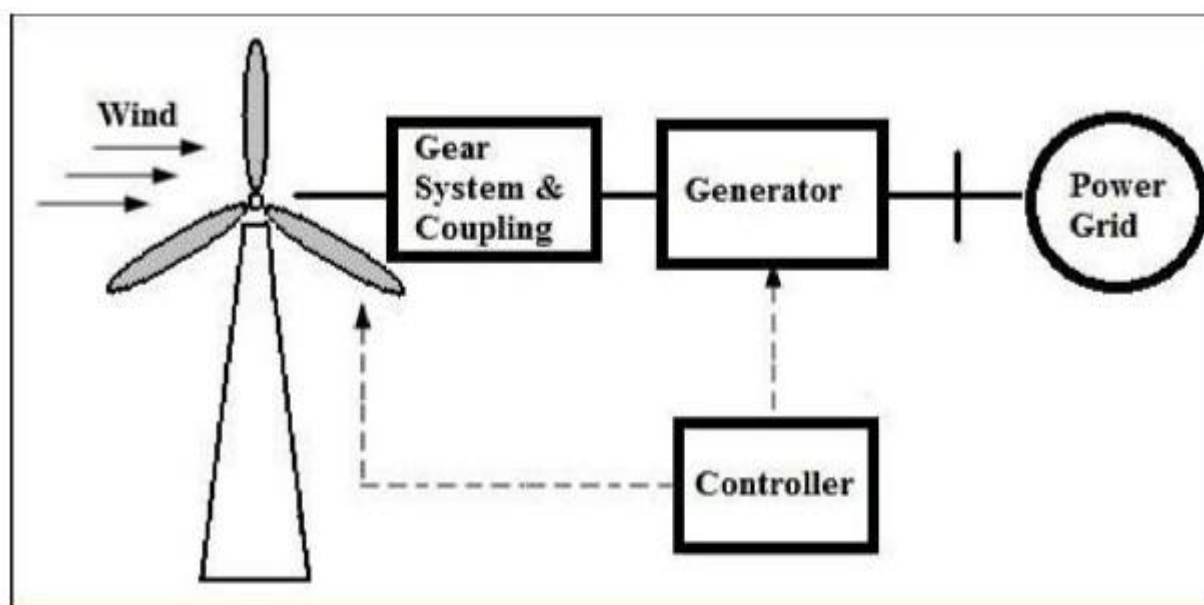 Wind
Gear
System &
Coupling
Generator
Power
Grid
Controller